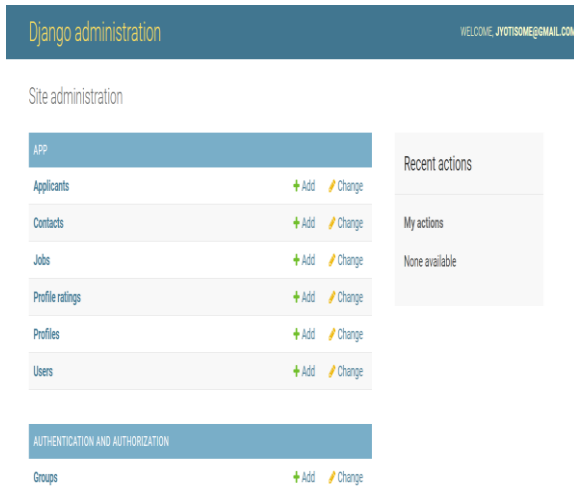 Django administration
WELCOME, JYOTISOME@GMAIL.COM
Site administration
APP
Applicants Add Change
Contacts Add Change
Jobs Add Change
Profile ratings Add Change
Profiles Add Change
Users Add Change
AUTHENTICATION AND AUTHORIZATION
Groups Add Change
Recent actions
My actions
None available